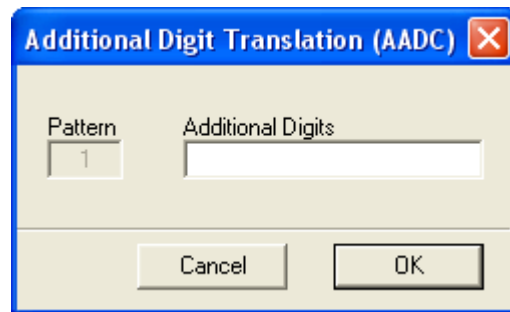 Additional Digit Translation (AADC)
Pattern Additional Digits
1
Cancel OK